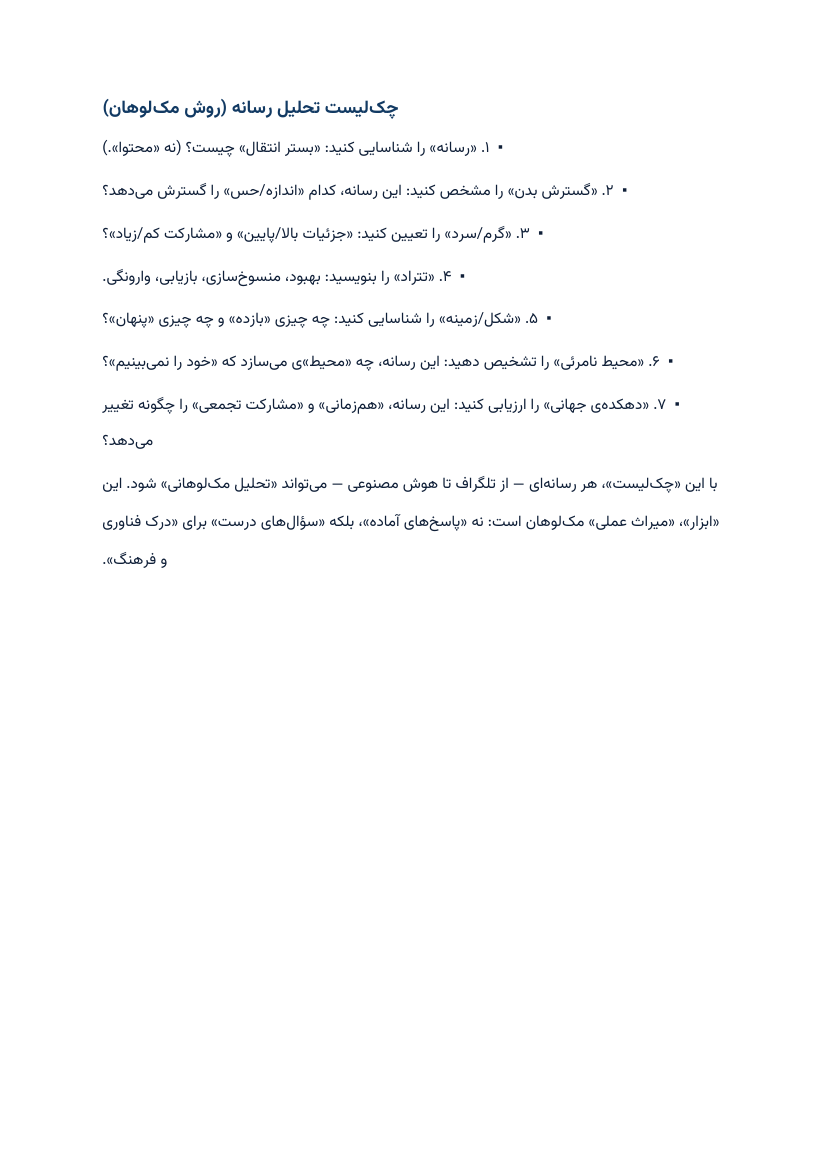 چک‌لیست تحلیل رسانه (روش مک‌لوهان)
▪ ۱. «رسانه» را شناسایی کنید: «بستر انتقال» چیست؟ (نه «محتوا».)
▪ ۲. «گسترش بدن» را مشخص کنید: این رسانه، کدام «اندازه/حس» را گسترش می‌دهد؟
▪ ۳. «گرم/سرد» را تعیین کنید: «جزئیات بالا/پایین» و «مشارکت کم/زیاد»؟
▪ ۴. «تتراد» را بنویسید: بهبود، منسوخ‌سازی، بازیابی، وارونگی.
▪ ۵. «شکل/زمینه» را شناسایی کنید: چه چیزی «بازده» و چه چیزی «پنهان»؟
▪ ۶. «محیط نامرئی» را تشخیص دهید: این رسانه، چه «محیط»ی می‌سازد که «خود را نمی‌بینیم»؟
▪ ۷. «دهکده‌ی جهانی» را ارزیابی کنید: این رسانه، «هم‌زمانی» و «مشارکت تجمعی» را چگونه تغییر
می‌دهد؟
با این «چک‌لیست»، هر رسانه‌ای — از تلگراف تا هوش مصنوعی — می‌تواند «تحلیل مک‌لوهانی» شود. این
«ابزار»، «میراث عملی» مک‌لوهان است: نه «پاسخ‌های آماده»، بلکه «سؤال‌های درست» برای «درک فناوری
و فرهنگ».